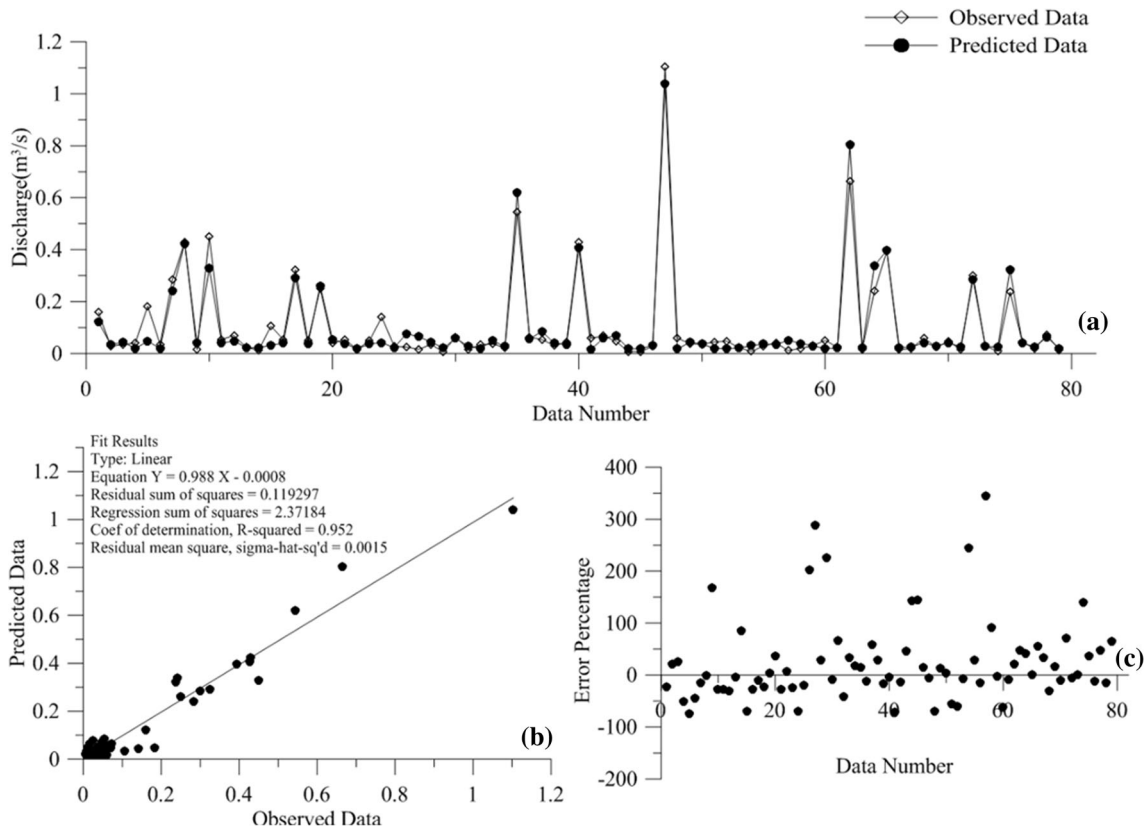 Observed Data
Predicted Data
1.2
1
0.8
0.6
0.4
0.2
0
Discharge(m³/s)
0
20
40
60
80
Data Number
(a)
Fit Results
Type: Linear
Equation Y = 0.988 X - 0.0008
Residual sum of squares = 0.119297
Regression sum of squares = 2.37184
Coef of determination, R-squared = 0.952
Residual mean square, sigma-hat-sq'd = 0.0015
1.2
1
0.8
0.6
0.4
0.2
0
Predicted Data
0
0.2
0.4
0.6
0.8
1
1.2
Observed Data
(b)
400
300
200
100
0
-100
-200
Error Percentage
0
20
40
60
80
Data Number
(c)